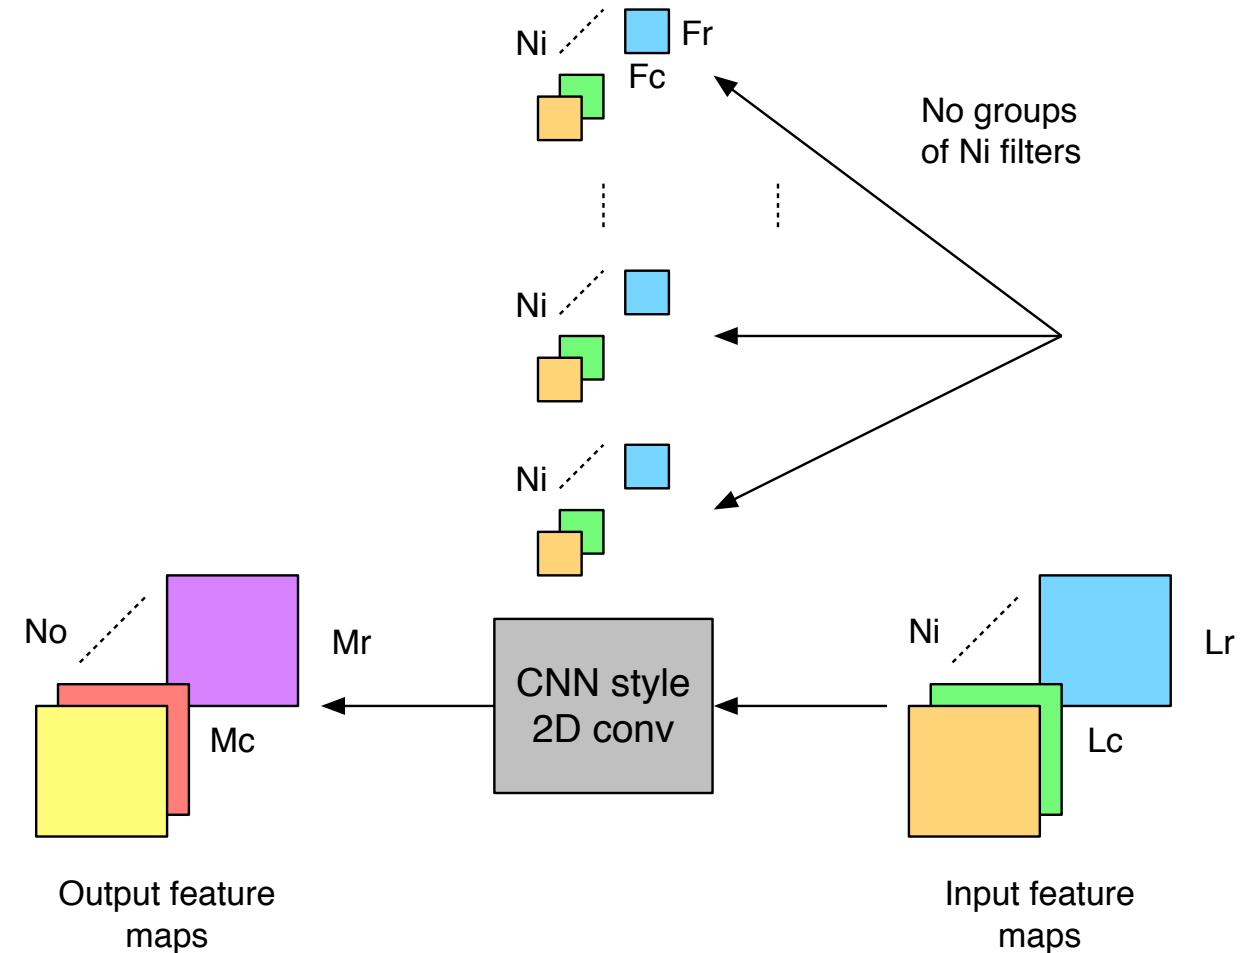 Ni
Fr
Fc
No groups
of Ni filters
Ni
Ni
No
Mr
Mc
CNN style
2D conv
Ni
Lr
Lc
Output feature
maps
Input feature
maps